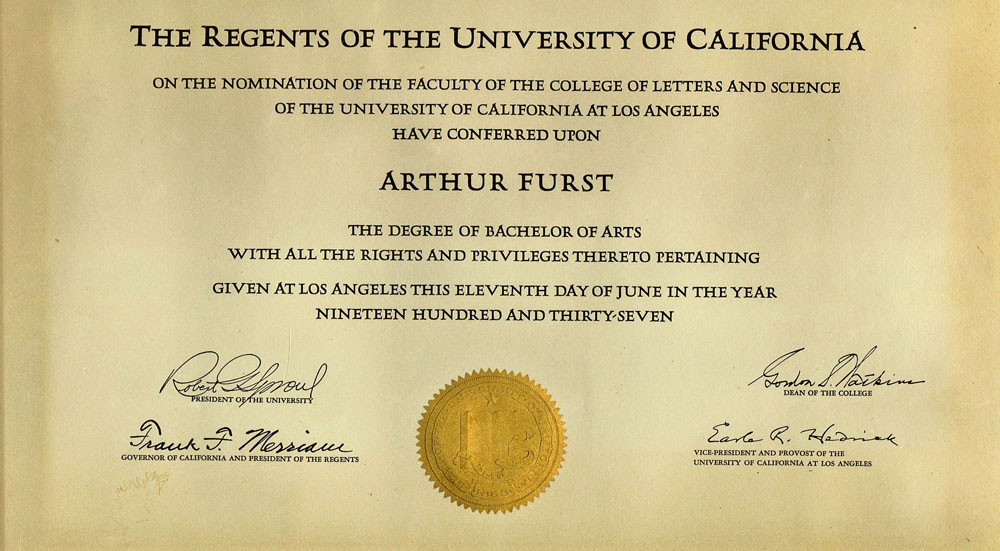 THE REGENTS OF THE UNIVERSITY OF CALIFORNIA
ON THE NOMINATION OF THE FACULTY OF THE COLLEGE OF LETTERS AND SCIENCE
OF THE UNIVERSITY OF CALIFORNIA AT LOS ANGELES
HAVE CONFERRED UPON
ARTHUR FURST
THE DEGREE OF BACHELOR OF ARTS
WITH ALL THE RIGHTS AND PRIVILEGES THERETO PERTAINING
GIVEN AT LOS ANGELES THIS ELEVENTH DAY OF JUNE IN THE YEAR
NINETEEN HUNDRED AND THIRTY-SEVEN
Robert G. Sproul
PRESIDENT OF THE UNIVERSITY
Frank F. Merriam
GOVERNOR OF CALIFORNIA AND PRESIDENT OF THE REGENTS
Gordon S. Watkins
DEAN OF THE COLLEGE
Earle R. Hedrick
VICE-PRESIDENT AND PROVOST OF THE
UNIVERSITY OF CALIFORNIA AT LOS ANGELES